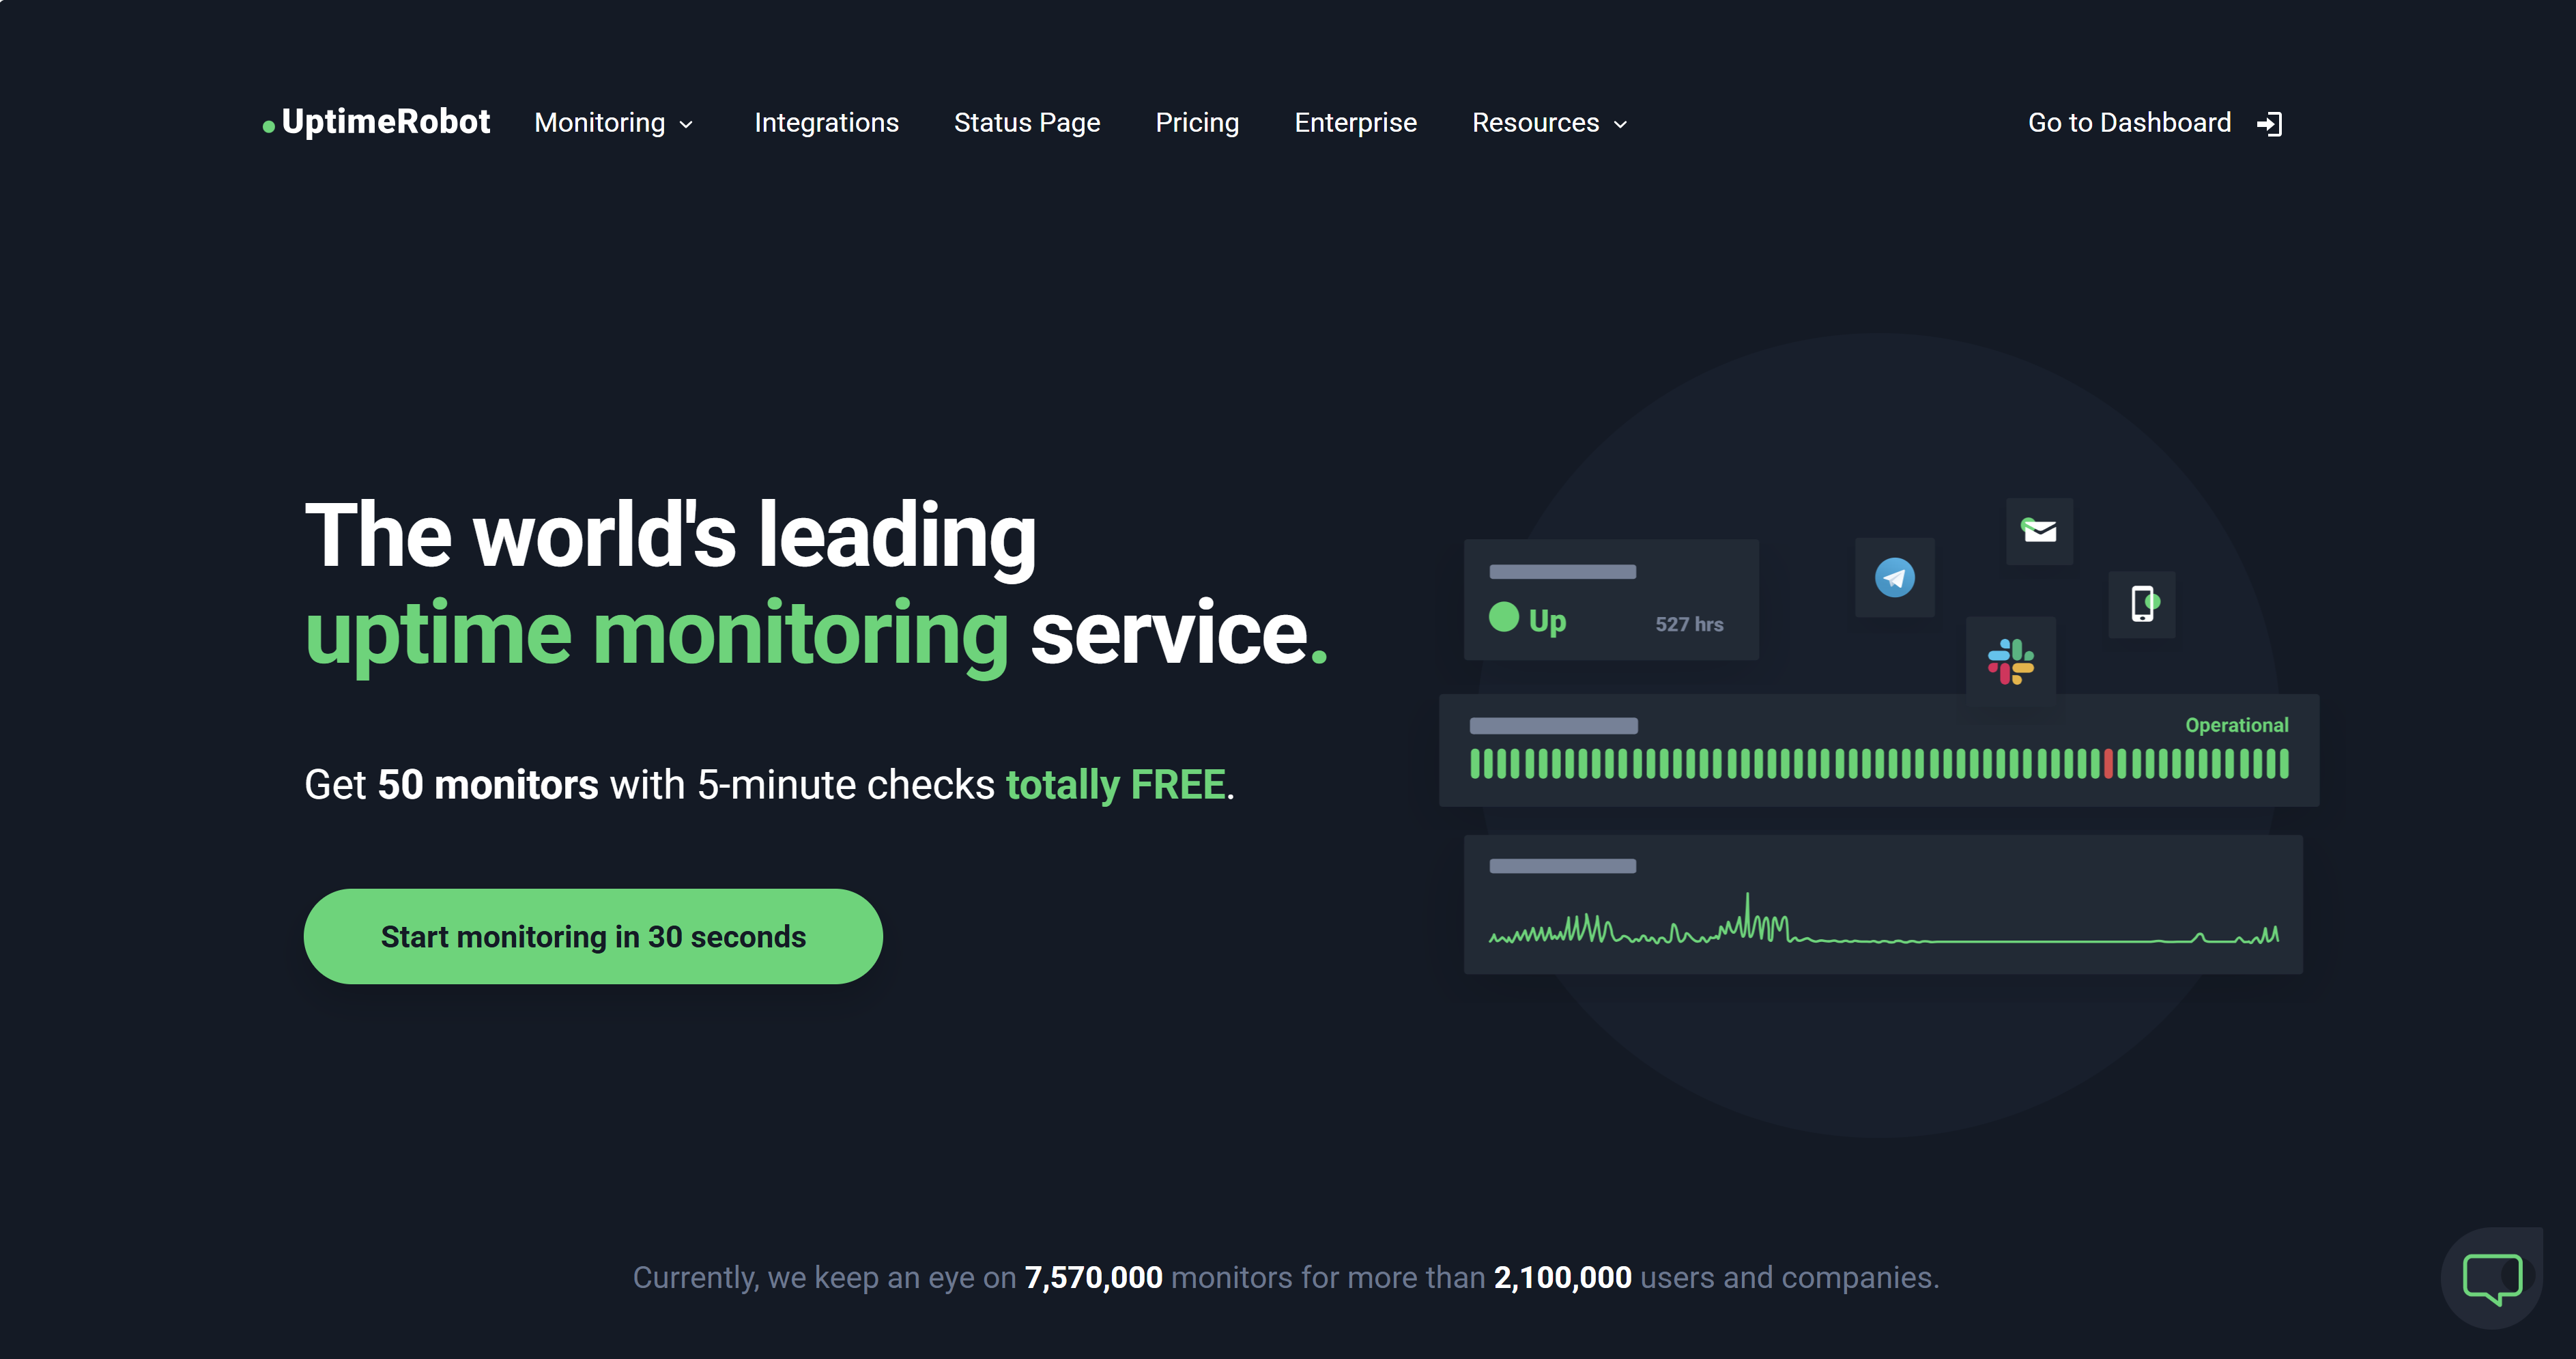 UptimeRobot Monitoring Integrations Status Page Pricing Enterprise Resources Go to Dashboard
The world's leading
uptime monitoring service.
Get 50 monitors with 5-minute checks totally FREE.
Start monitoring in 30 seconds
Up 527 hrs
Operational
Currently, we keep an eye on 7,570,000 monitors for more than 2,100,000 users and companies.